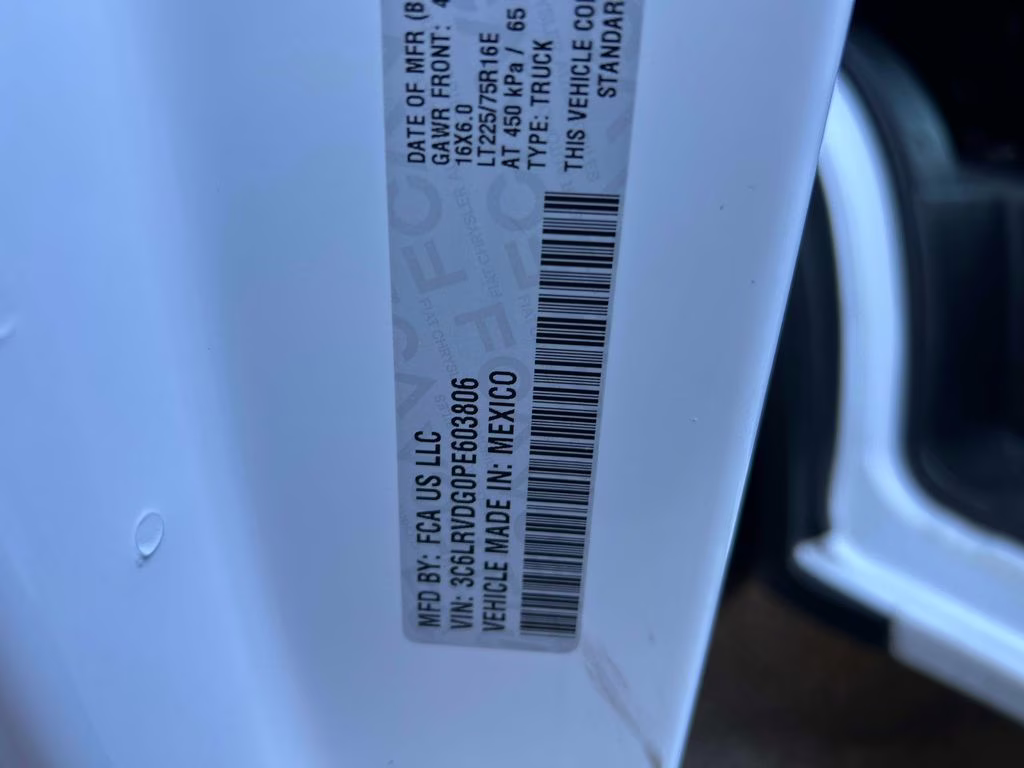 MFD BY: FCA US LLC
VIN: 3C6LRVDG0PE603806
VEHICLE MADE IN: MEXICO
DATE OF MFR (B
GAWR FRONT: 4
16X6.0
LT225/75R16E
AT 450 kPa / 65
TYPE: TRUCK
THIS VEHICLE CO
STANDAR